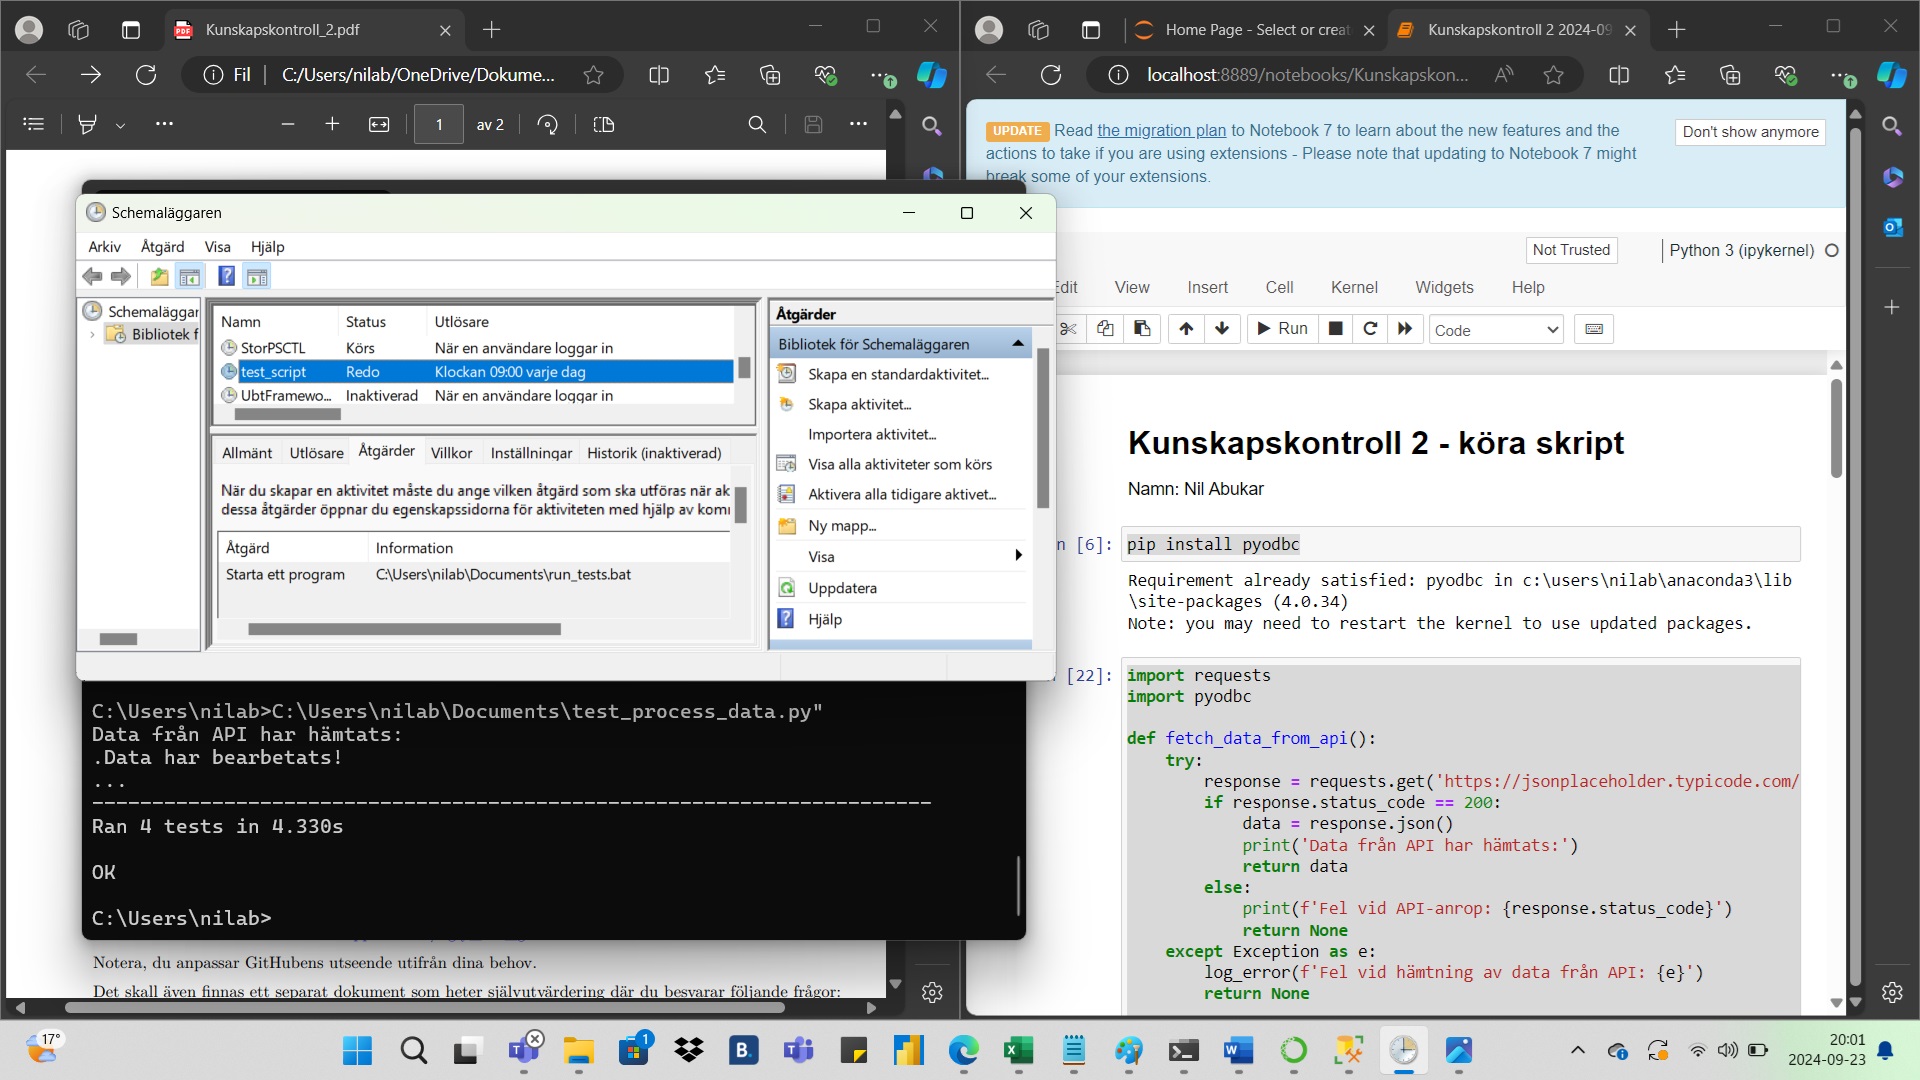 Kunskapskontroll_2.pdf
Fil
C:/Users/nilab/OneDrive/Dokume...
1
av 2
Schemaläggaren
Arkiv
Åtgärd
Visa
Hjälp
Schemaläggar
Bibliotek f
Namn
Status
Utlösare
StorPSCTL
Körs
När en användare loggar in
test_script
Redo
Klockan 09:00 varje dag
UbtFramewo...
Inaktiverad
När en användare loggar in
Allmänt
Utlösare
Åtgärder
Villkor
Inställningar
Historik (inaktiverad)
När du skapar en aktivitet måste du ange vilken åtgärd som ska utföras när ak
dessa åtgärder öppnar du egenskapssidorna för aktiviteten med hjälp av kom
Åtgärd
Information
Starta ett program
C:\Users\nilab\Documents\run_tests.bat
Åtgärder
Bibliotek för Schemaläggaren
Skapa en standardaktivitet...
Skapa aktivitet...
Importera aktivitet...
Visa alla aktiviteter som körs
Aktivera alla tidigare aktivet...
Ny mapp...
Visa
Uppdatera
Hjälp
C:\Users\nilab>C:\Users\nilab\Documents\test_process_data.py"
Data från API har hämtats:
.Data har bearbetats!
...
----------------------------------------------------------------------
Ran 4 tests in 4.330s
OK
C:\Users\nilab>
Notera, du anpassar GitHubens utseende utifrån dina behov.
Det skall även finnas ett separat dokument som heter självutvärdering där du besvarar följande frågor:
Home Page - Select or creat
Kunskapskontroll 2 2024-09
localhost:8889/notebooks/Kunskapskon...
UPDATE Read the migration plan to Notebook 7 to learn about the new features and the
actions to take if you are using extensions - Please note that updating to Notebook 7 might
break some of your extensions.
Don't show anymore
Not Trusted
Python 3 (ipykernel)
Edit
View
Insert
Cell
Kernel
Widgets
Help
Run
Code
Kunskapskontroll 2 - köra skript
Namn: Nil Abukar
n [6]:
pip install pyodbc
Requirement already satisfied: pyodbc in c:\users\nilab\anaconda3\lib
\site-packages (4.0.34)
Note: you may need to restart the kernel to use updated packages.
[22]:
import requests
import pyodbc
def fetch_data_from_api():
    try:
        response = requests.get('https://jsonplaceholder.typicode.com/
        if response.status_code == 200:
            data = response.json()
            print('Data från API har hämtats:')
            return data
        else:
            print(f'Fel vid API-anrop: {response.status_code}')
            return None
    except Exception as e:
        log_error(f'Fel vid hämtning av data från API: {e}')
        return None
17°
1
B.
20:01
2024-09-23